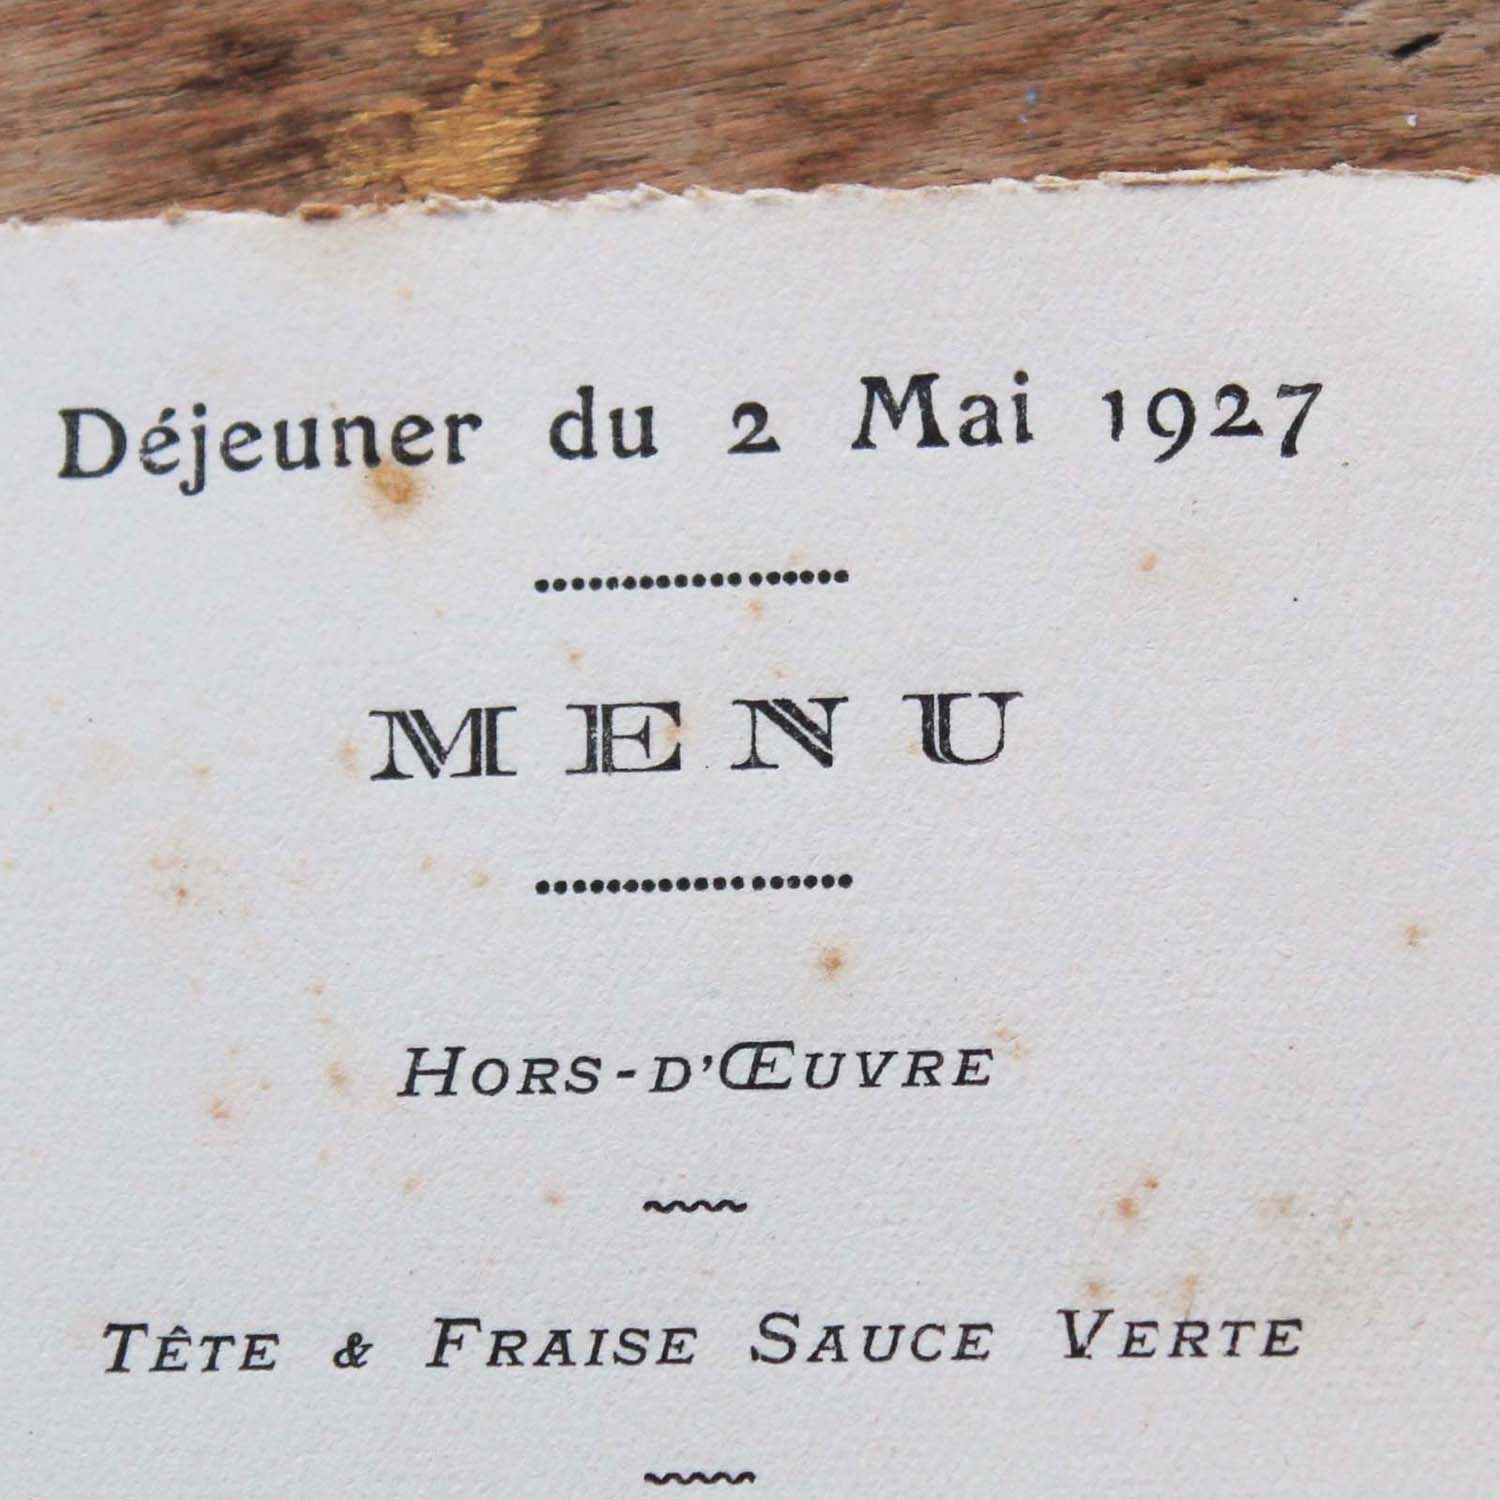 Déjeuner du 2 Mai 1927
MENU
HORS-D'ŒUVRE
TÊTE & FRAISE SAUCE VERTE